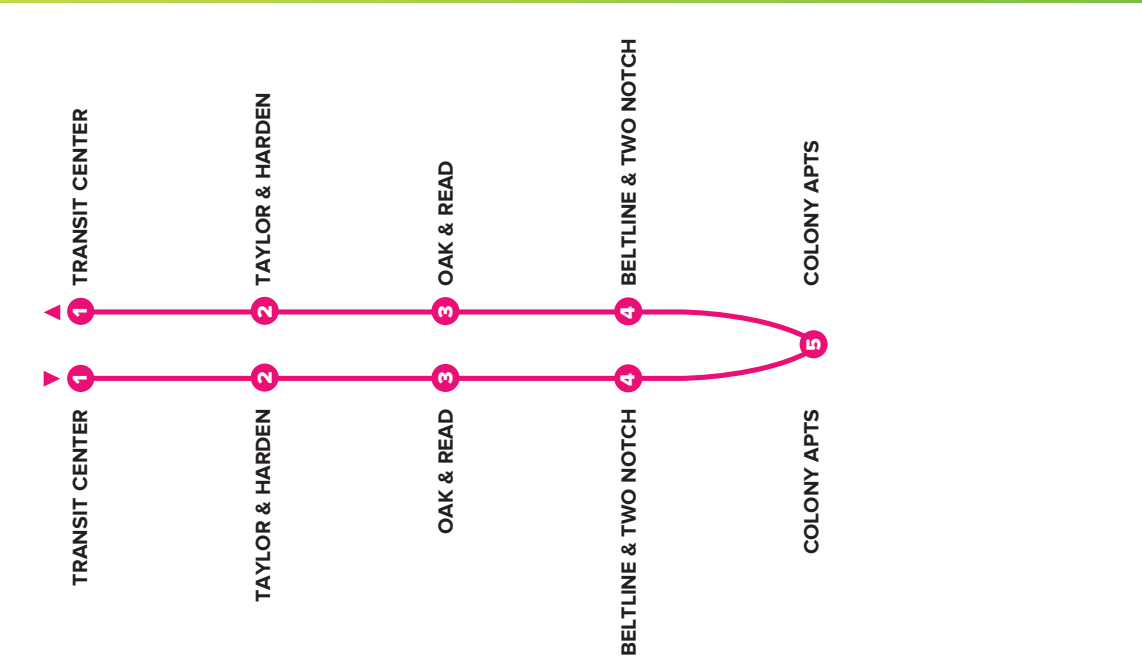 TRANSIT CENTER
TAYLOR & HARDEN
OAK & READ
BELTLINE & TWO NOTCH
COLONY APTS
1
2
3
4
5
1
2
3
4
TRANSIT CENTER
TAYLOR & HARDEN
OAK & READ
BELTLINE & TWO NOTCH
COLONY APTS